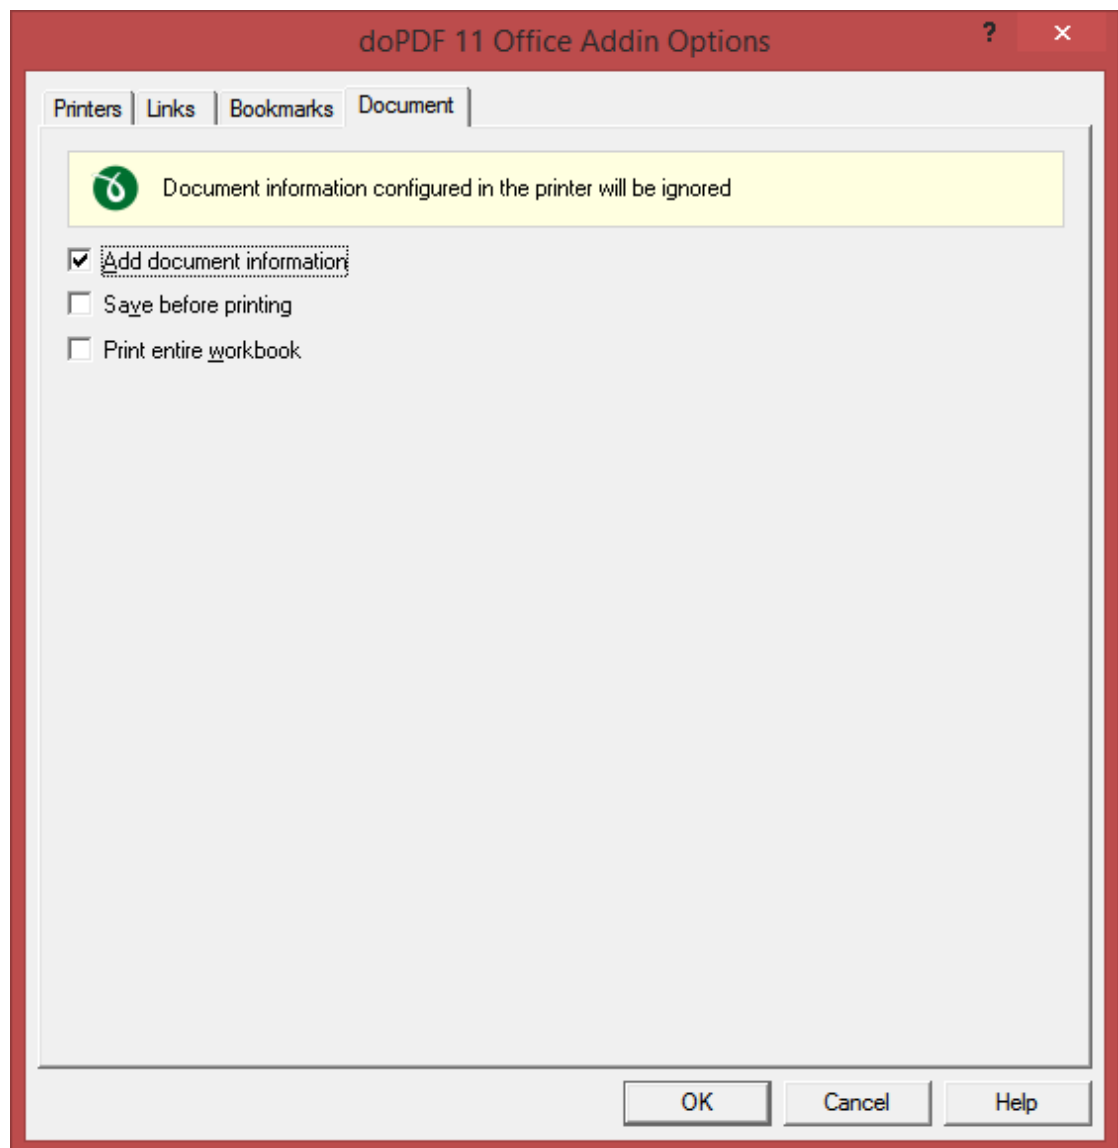 doPDF 11 Office Addin Options
? ×
Printers Links Bookmarks Document
Document information configured in the printer will be ignored
Add document information
Save before printing
Print entire workbook
OK Cancel Help